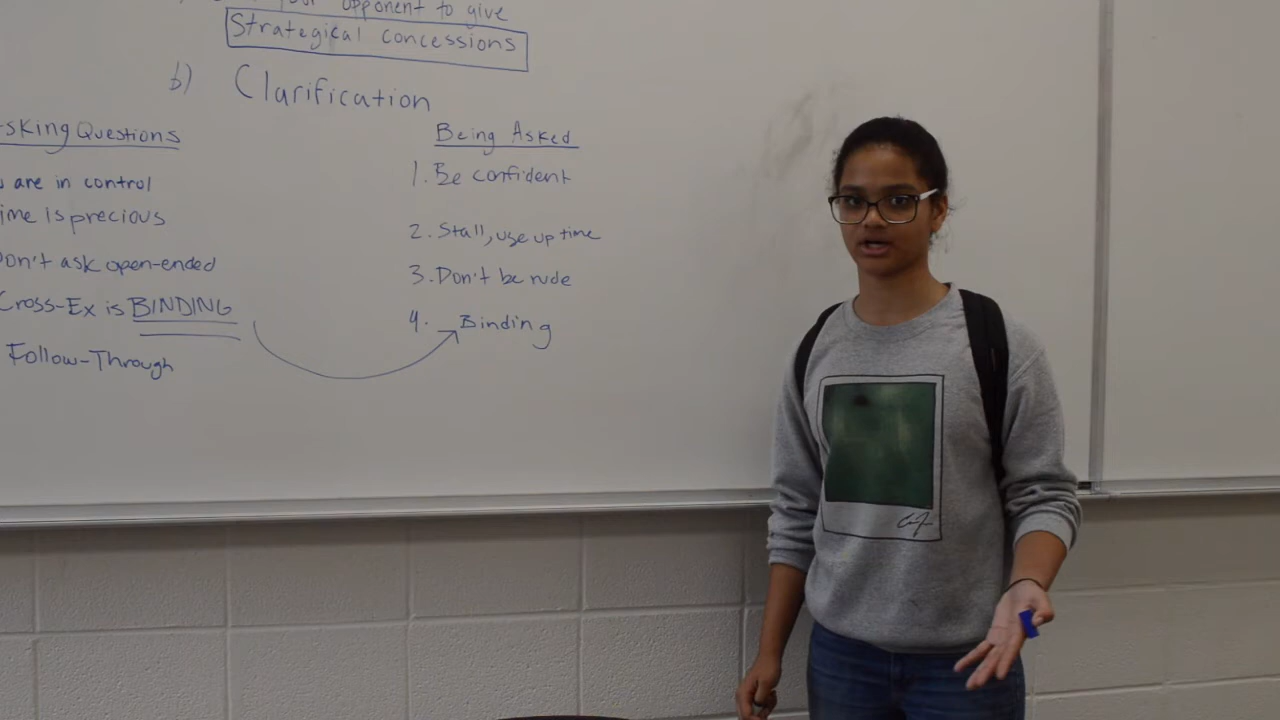 your opponent to give
Strategical concessions
b) Clarification
sking Questions
are in control
ime is precious
Don't ask open-ended
Cross-Ex is BINDING
Follow-Through
Being Asked
1. Be confident
2. Stall, use up time
3. Don't be rude
4. Binding